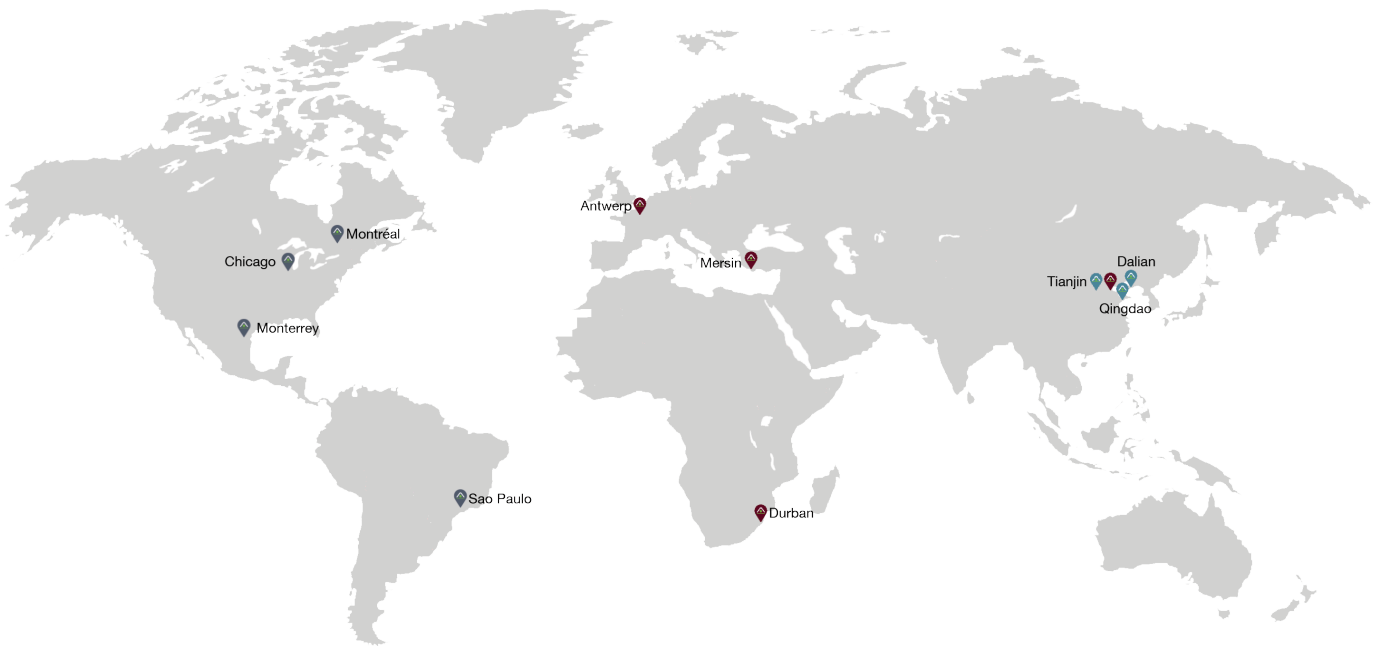 Antwerp
Montréal
Chicago
Mersin
Dalian
Tianjin
Qingdao
Monterrey
Sao Paulo
Durban